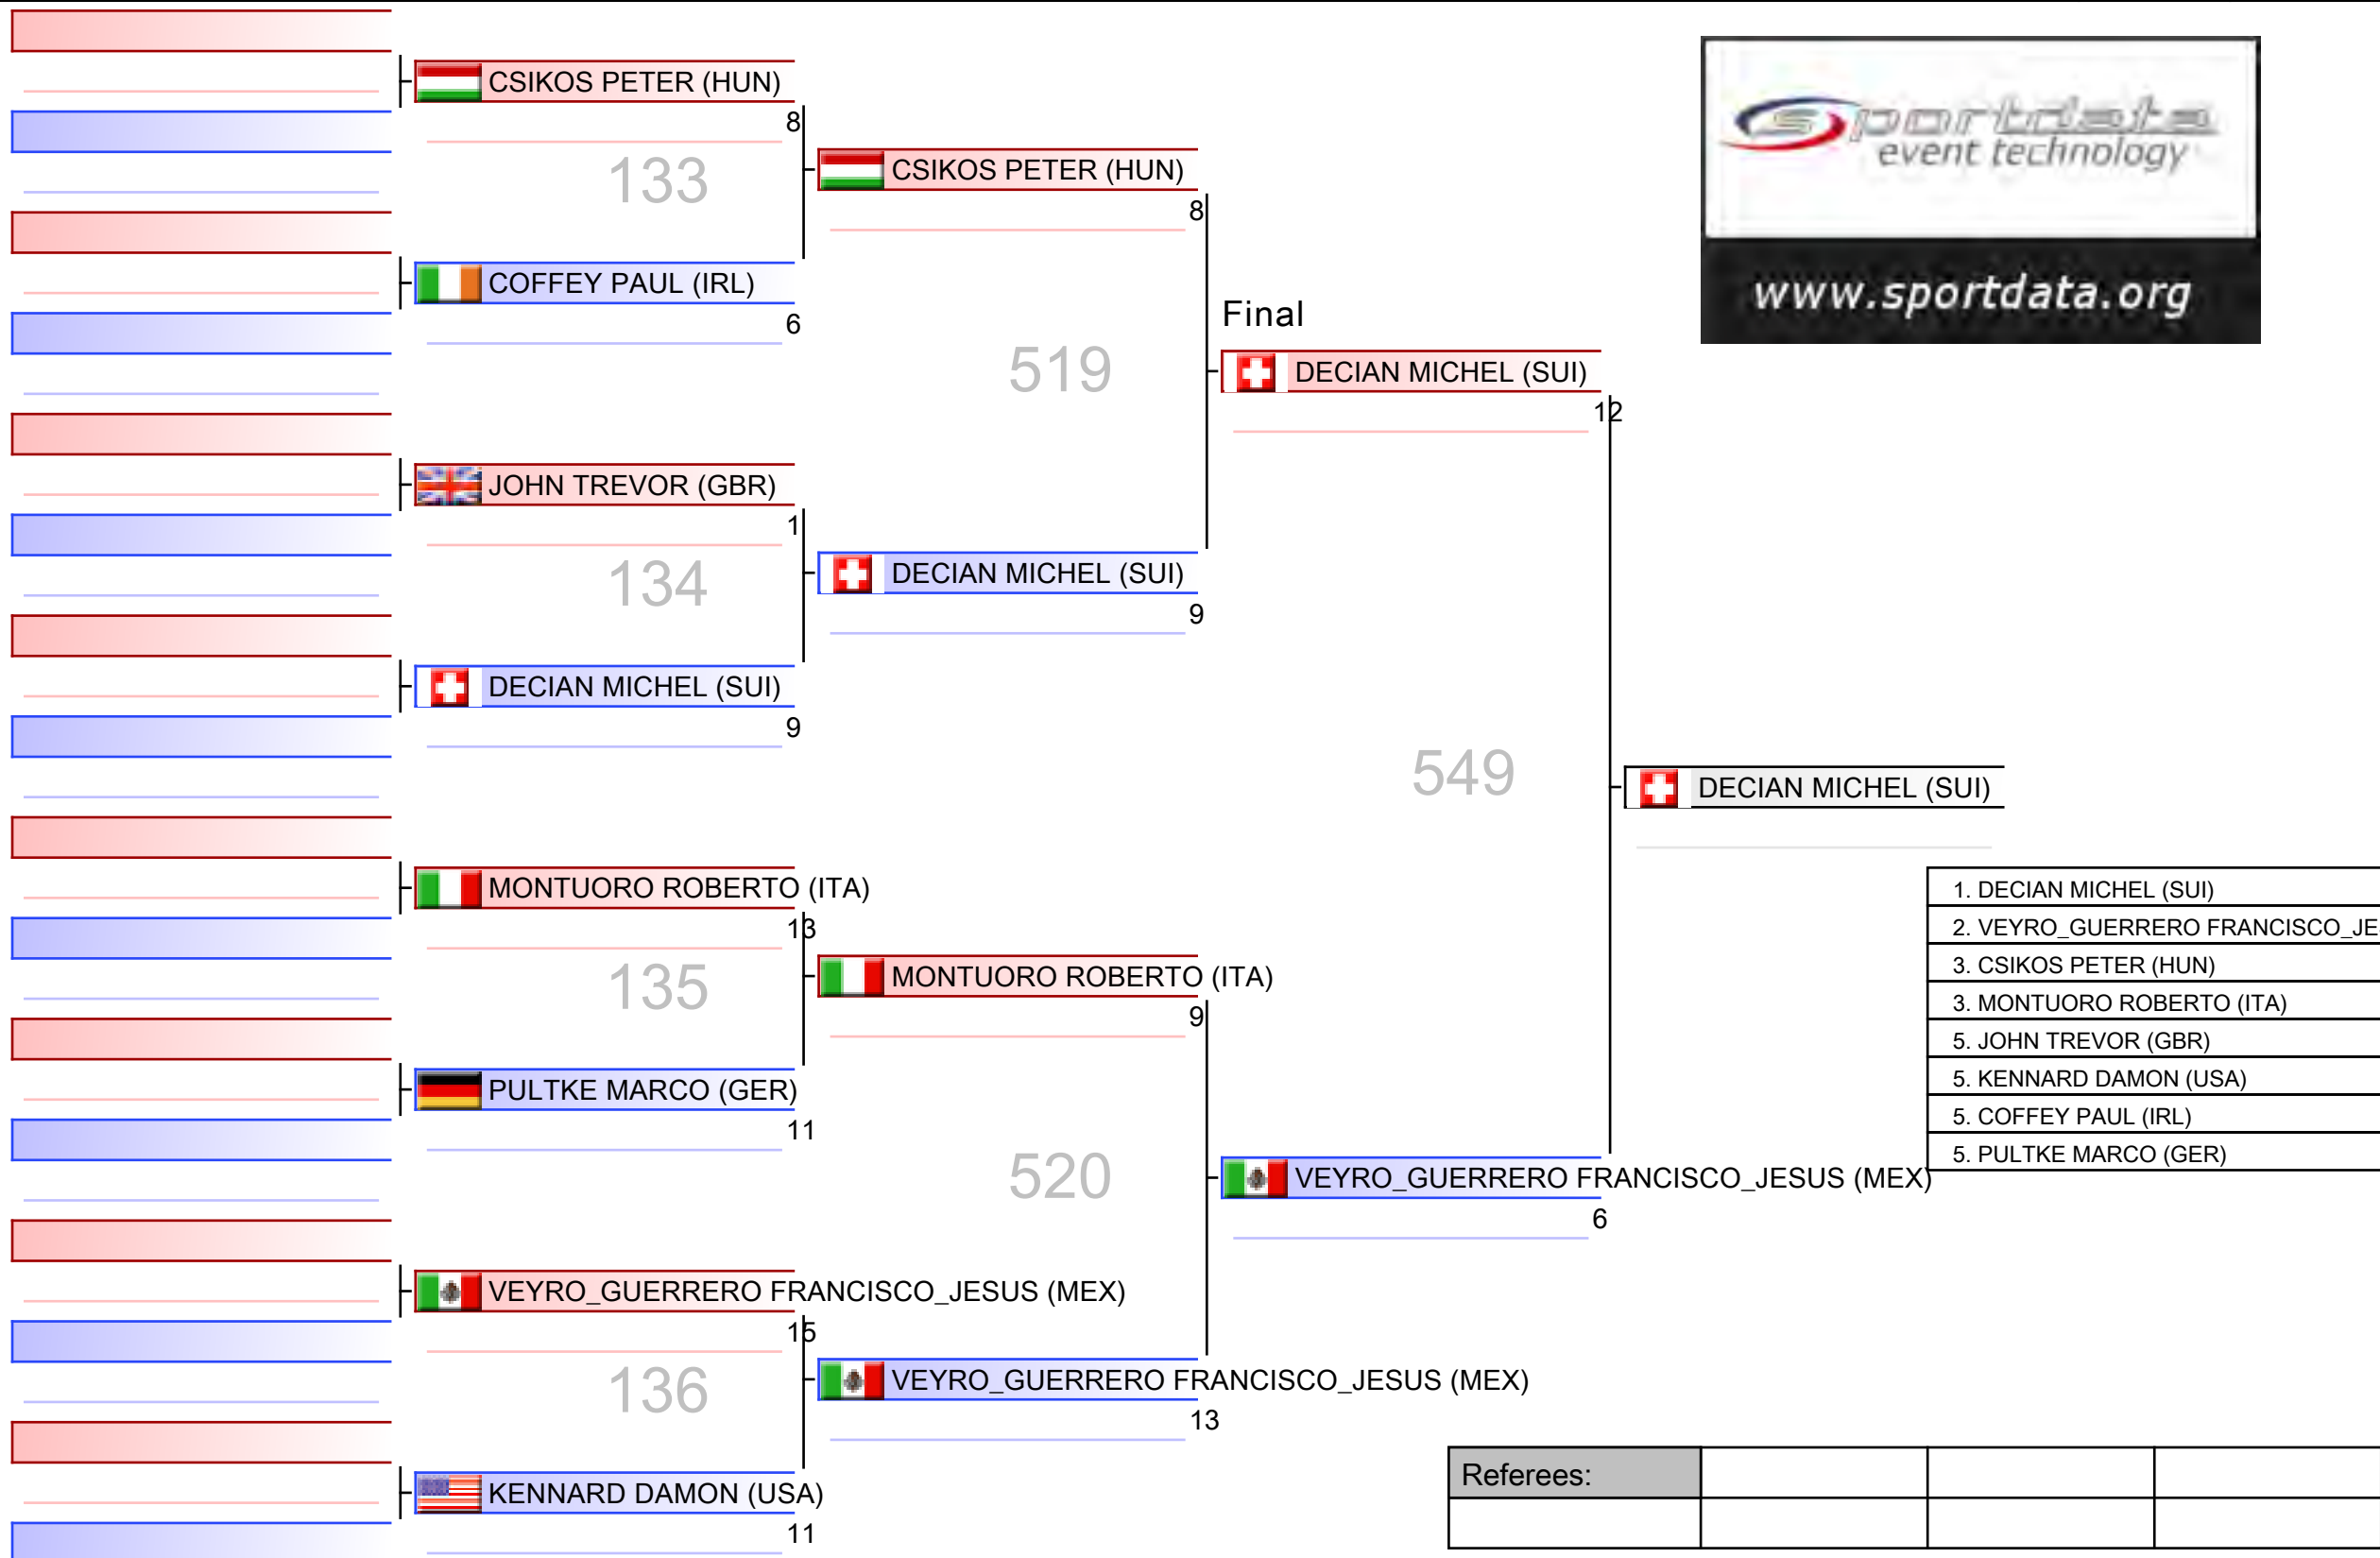 CSIKOS PETER (HUN)
8
133
COFFEY PAUL (IRL)
6
JOHN TREVOR (GBR)
1
134
DECIAN MICHEL (SUI)
9
MONTUORO ROBERTO (ITA)
13
135
PULTKE MARCO (GER)
11
VEYRO_GUERRERO FRANCISCO_JESUS (MEX)
15
136
KENNARD DAMON (USA)
11
CSIKOS PETER (HUN)
8
519
DECIAN MICHEL (SUI)
9
MONTUORO ROBERTO (ITA)
9
520
VEYRO_GUERRERO FRANCISCO_JESUS (MEX)
13
Final
DECIAN MICHEL (SUI)
12
549
VEYRO_GUERRERO FRANCISCO_JESUS (MEX)
6
DECIAN MICHEL (SUI)
sportdata
event technology
www.sportdata.org
1. DECIAN MICHEL (SUI)
2. VEYRO_GUERRERO FRANCISCO_JE
3. CSIKOS PETER (HUN)
3. MONTUORO ROBERTO (ITA)
5. JOHN TREVOR (GBR)
5. KENNARD DAMON (USA)
5. COFFEY PAUL (IRL)
5. PULTKE MARCO (GER)
Referees: